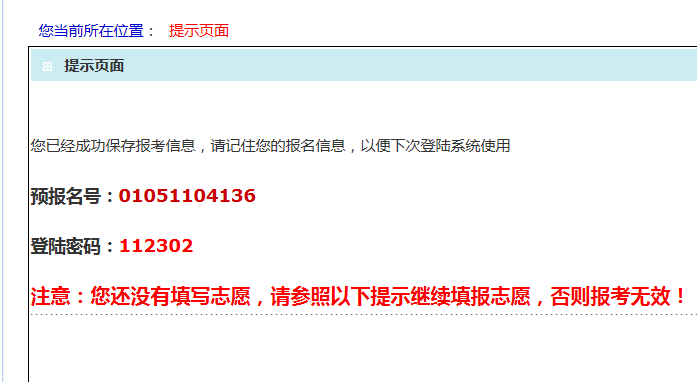 您当前所在位置： 提示页面
提示页面
您已经成功保存报考信息，请记住您的报名信息，以便下次登陆系统使用
预报名号：01051104136
登陆密码：112302
注意：您还没有填写志愿，请参照以下提示继续填报志愿，否则报考无效！